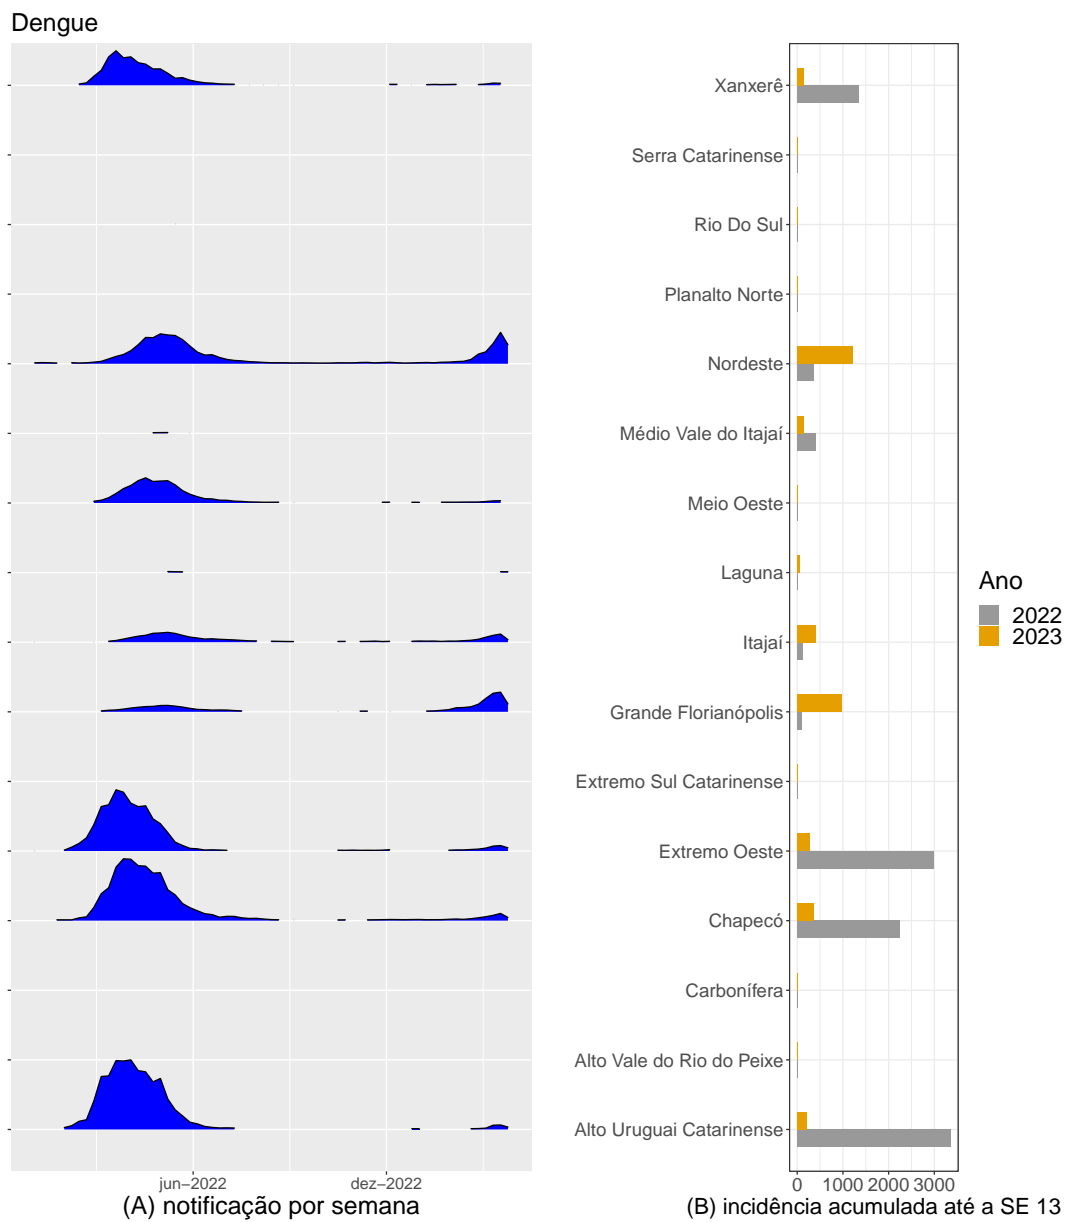 Dengue
Xanxerê
Serra Catarinense
Rio Do Sul
Planalto Norte
Nordeste
Médio Vale do Itajaí
Meio Oeste
Laguna
Itajaí
Grande Florianópolis
Extremo Sul Catarinense
Extremo Oeste
Chapecó
Carbonífera
Alto Vale do Rio do Peixe
Alto Uruguai Catarinense
Ano
2022
2023
jun−2022 dez−2022
0 1000 2000 3000
(A) notificação por semana
(B) incidência acumulada até a SE 13